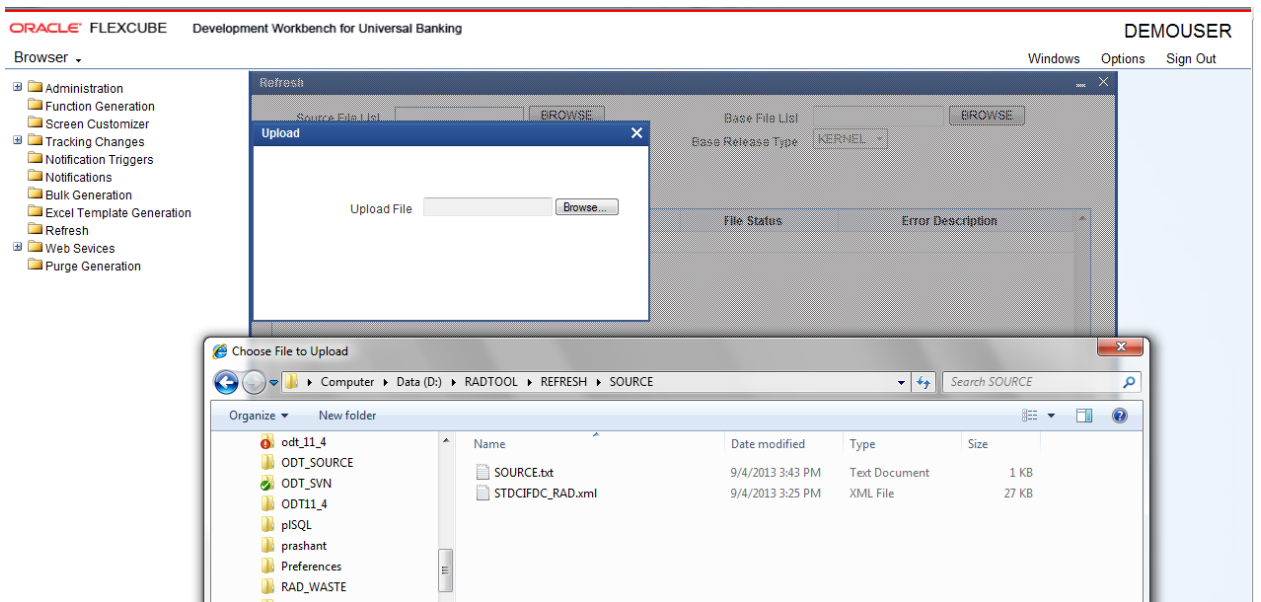 ORACLE FLEXCUBE Development Workbench for Universal Banking DEMOUSER
Browser Windows Options Sign Out
Administration
Function Generation
Screen Customizer
Tracking Changes
Notification Triggers
Notifications
Bulk Generation
Excel Template Generation
Refresh
Web Sevices
Purge Generation
Refresh
Source File List BROWSE Base File List BROWSE
Base Release Type KERNEL
File Status Error Description
Upload
Upload File Browse...
Choose File to Upload
Computer Data (D:) RADTOOL REFRESH SOURCE Search SOURCE
Organize New folder
odt_11_4
ODT_SOURCE
ODT_SVN
ODT11_4
plSQL
prashant
Preferences
RAD_WASTE
Name Date modified Type Size
SOURCE.txt 9/4/2013 3:43 PM Text Document 1 KB
STDCIFDC_RAD.xml 9/4/2013 3:25 PM XML File 27 KB